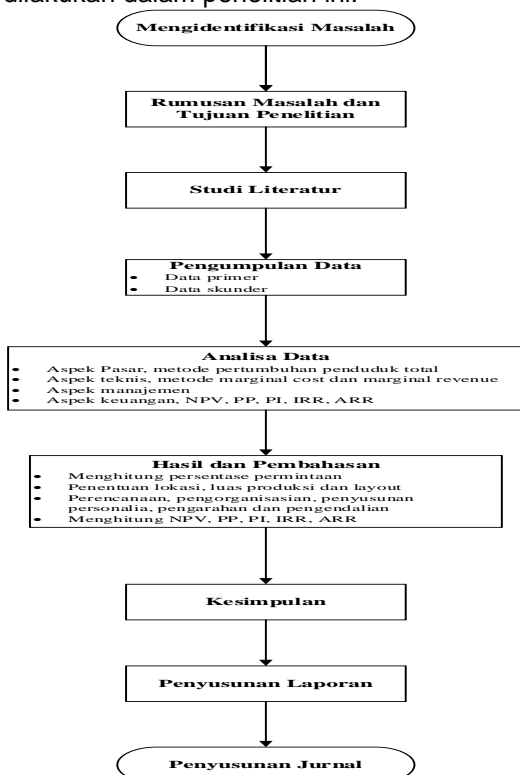 dilakukan dalam penelitian ini.
Mengidentifikasi Masalah
Rumusan Masalah dan
Tujuan Penelitian
Studi Literatur
Pengumpulan Data
• Data primer
• Data skunder
Analisa Data
• Aspek Pasar, metode pertumbuhan penduduk total
• Aspek teknis, metode marginal cost dan marginal revenue
• Aspek manajemen
• Aspek keuangan, NPV, PP, PI, IRR, ARR
Hasil dan Pembahasan
• Menghitung persentase permintaan
• Penentuan lokasi, luas produksi dan layout
• Perencanaan, pengorganisasian, penyusunan
personalia, pengarahan dan pengendalian
• Menghitung NPV, PP, PI, IRR, ARR
Kesimpulan
Penyusunan Laporan
Penyusunan Jurnal